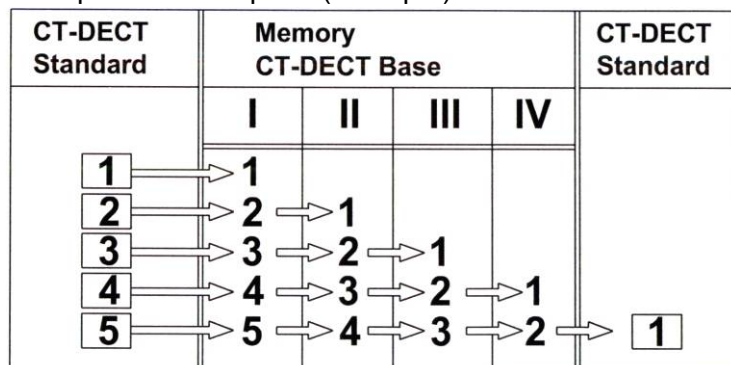 CT-DECT Standard | Memory CT-DECT Base | CT-DECT Standard
I II III IV
1 1
2 2 1
3 3 2 1
4 4 3 2 1
5 5 4 3 2 1